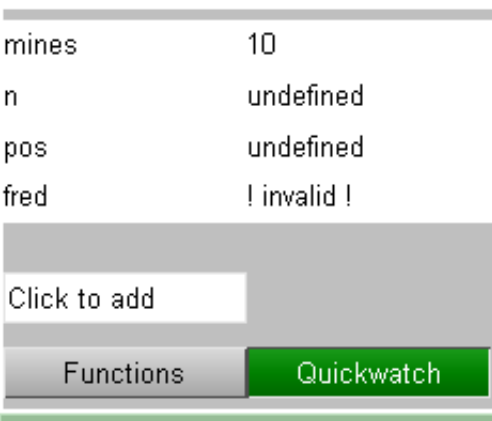 mines 10
n undefined
pos undefined
fred ! invalid !
Click to add
Functions Quickwatch